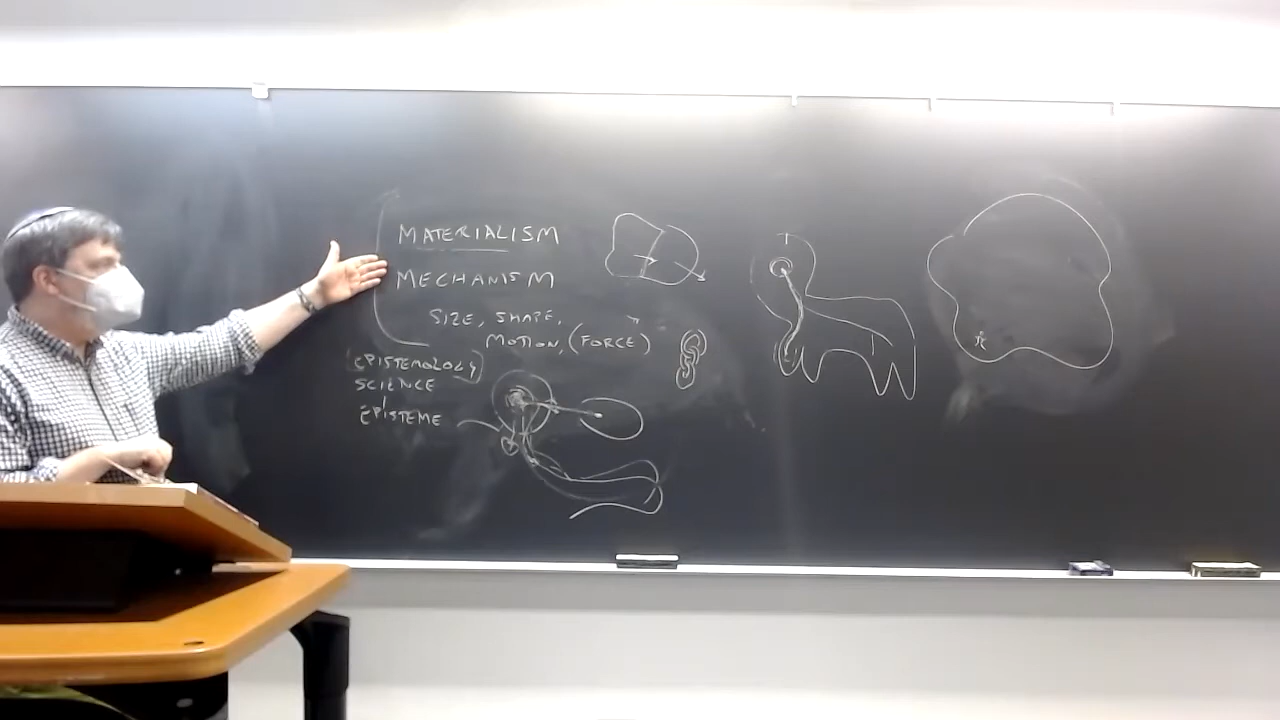 MATERIALISM
MECHANISM
SIZE, SHAPE,
MOTION, (FORCE)
EPISTEMOLOGY
SCIENCE
EPISTEME